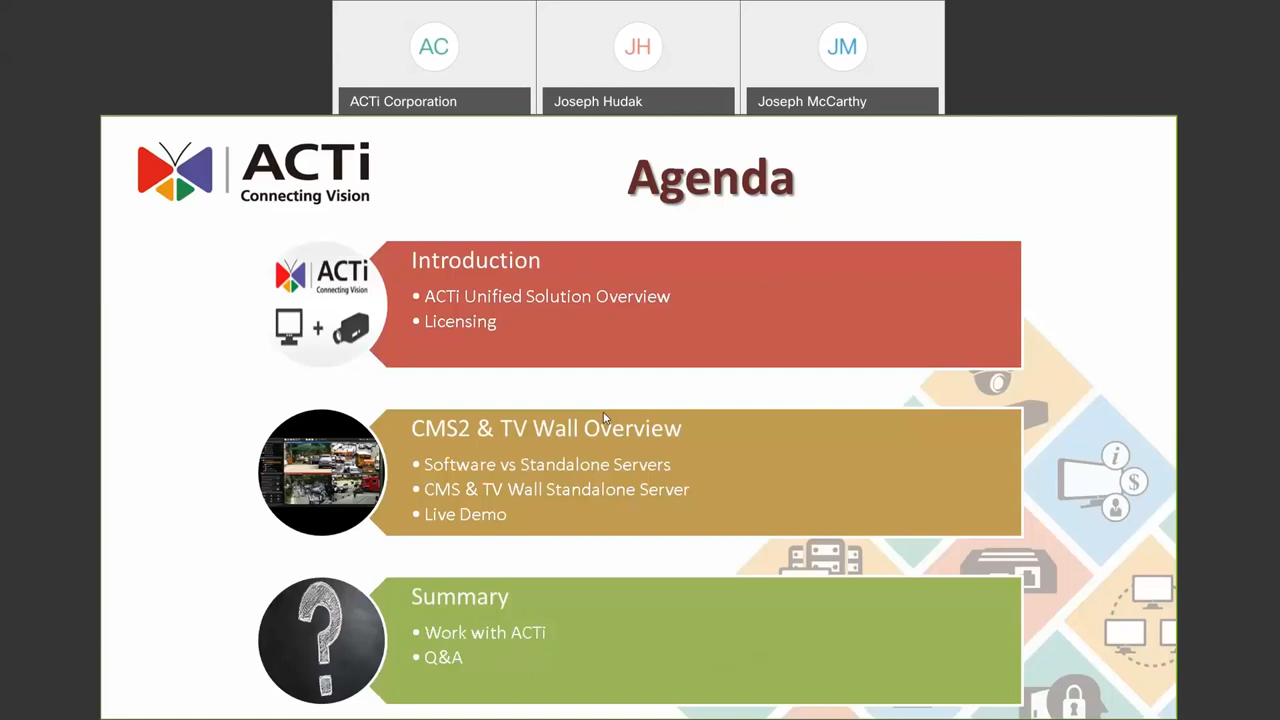 AC
JH
JM
ACTi Corporation
Joseph Hudak
Joseph McCarthy
ACTi
Connecting Vision
Agenda
ACTi
Connecting Vision
Introduction
• ACTi Unified Solution Overview
• Licensing
CMS2 & TV Wall Overview
• Software vs Standalone Servers
• CMS & TV Wall Standalone Server
• Live Demo
Summary
• Work with ACTi
• Q&A